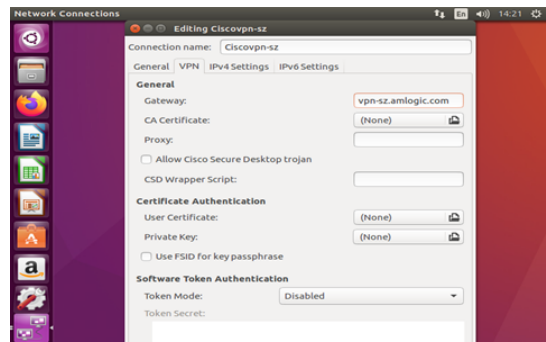 Network Connections En 14:21
Editing Ciscovpn-sz
Connection name: Ciscovpn-sz
General VPN IPv4 Settings IPv6 Settings
General
Gateway: vpn-sz.amlogic.com
CA Certificate: (None)
Proxy:
Allow Cisco Secure Desktop trojan
CSD Wrapper Script:
Certificate Authentication
User Certificate: (None)
Private Key: (None)
Use FSID for key passphrase
Software Token Authentication
Token Mode: Disabled
Token Secret: